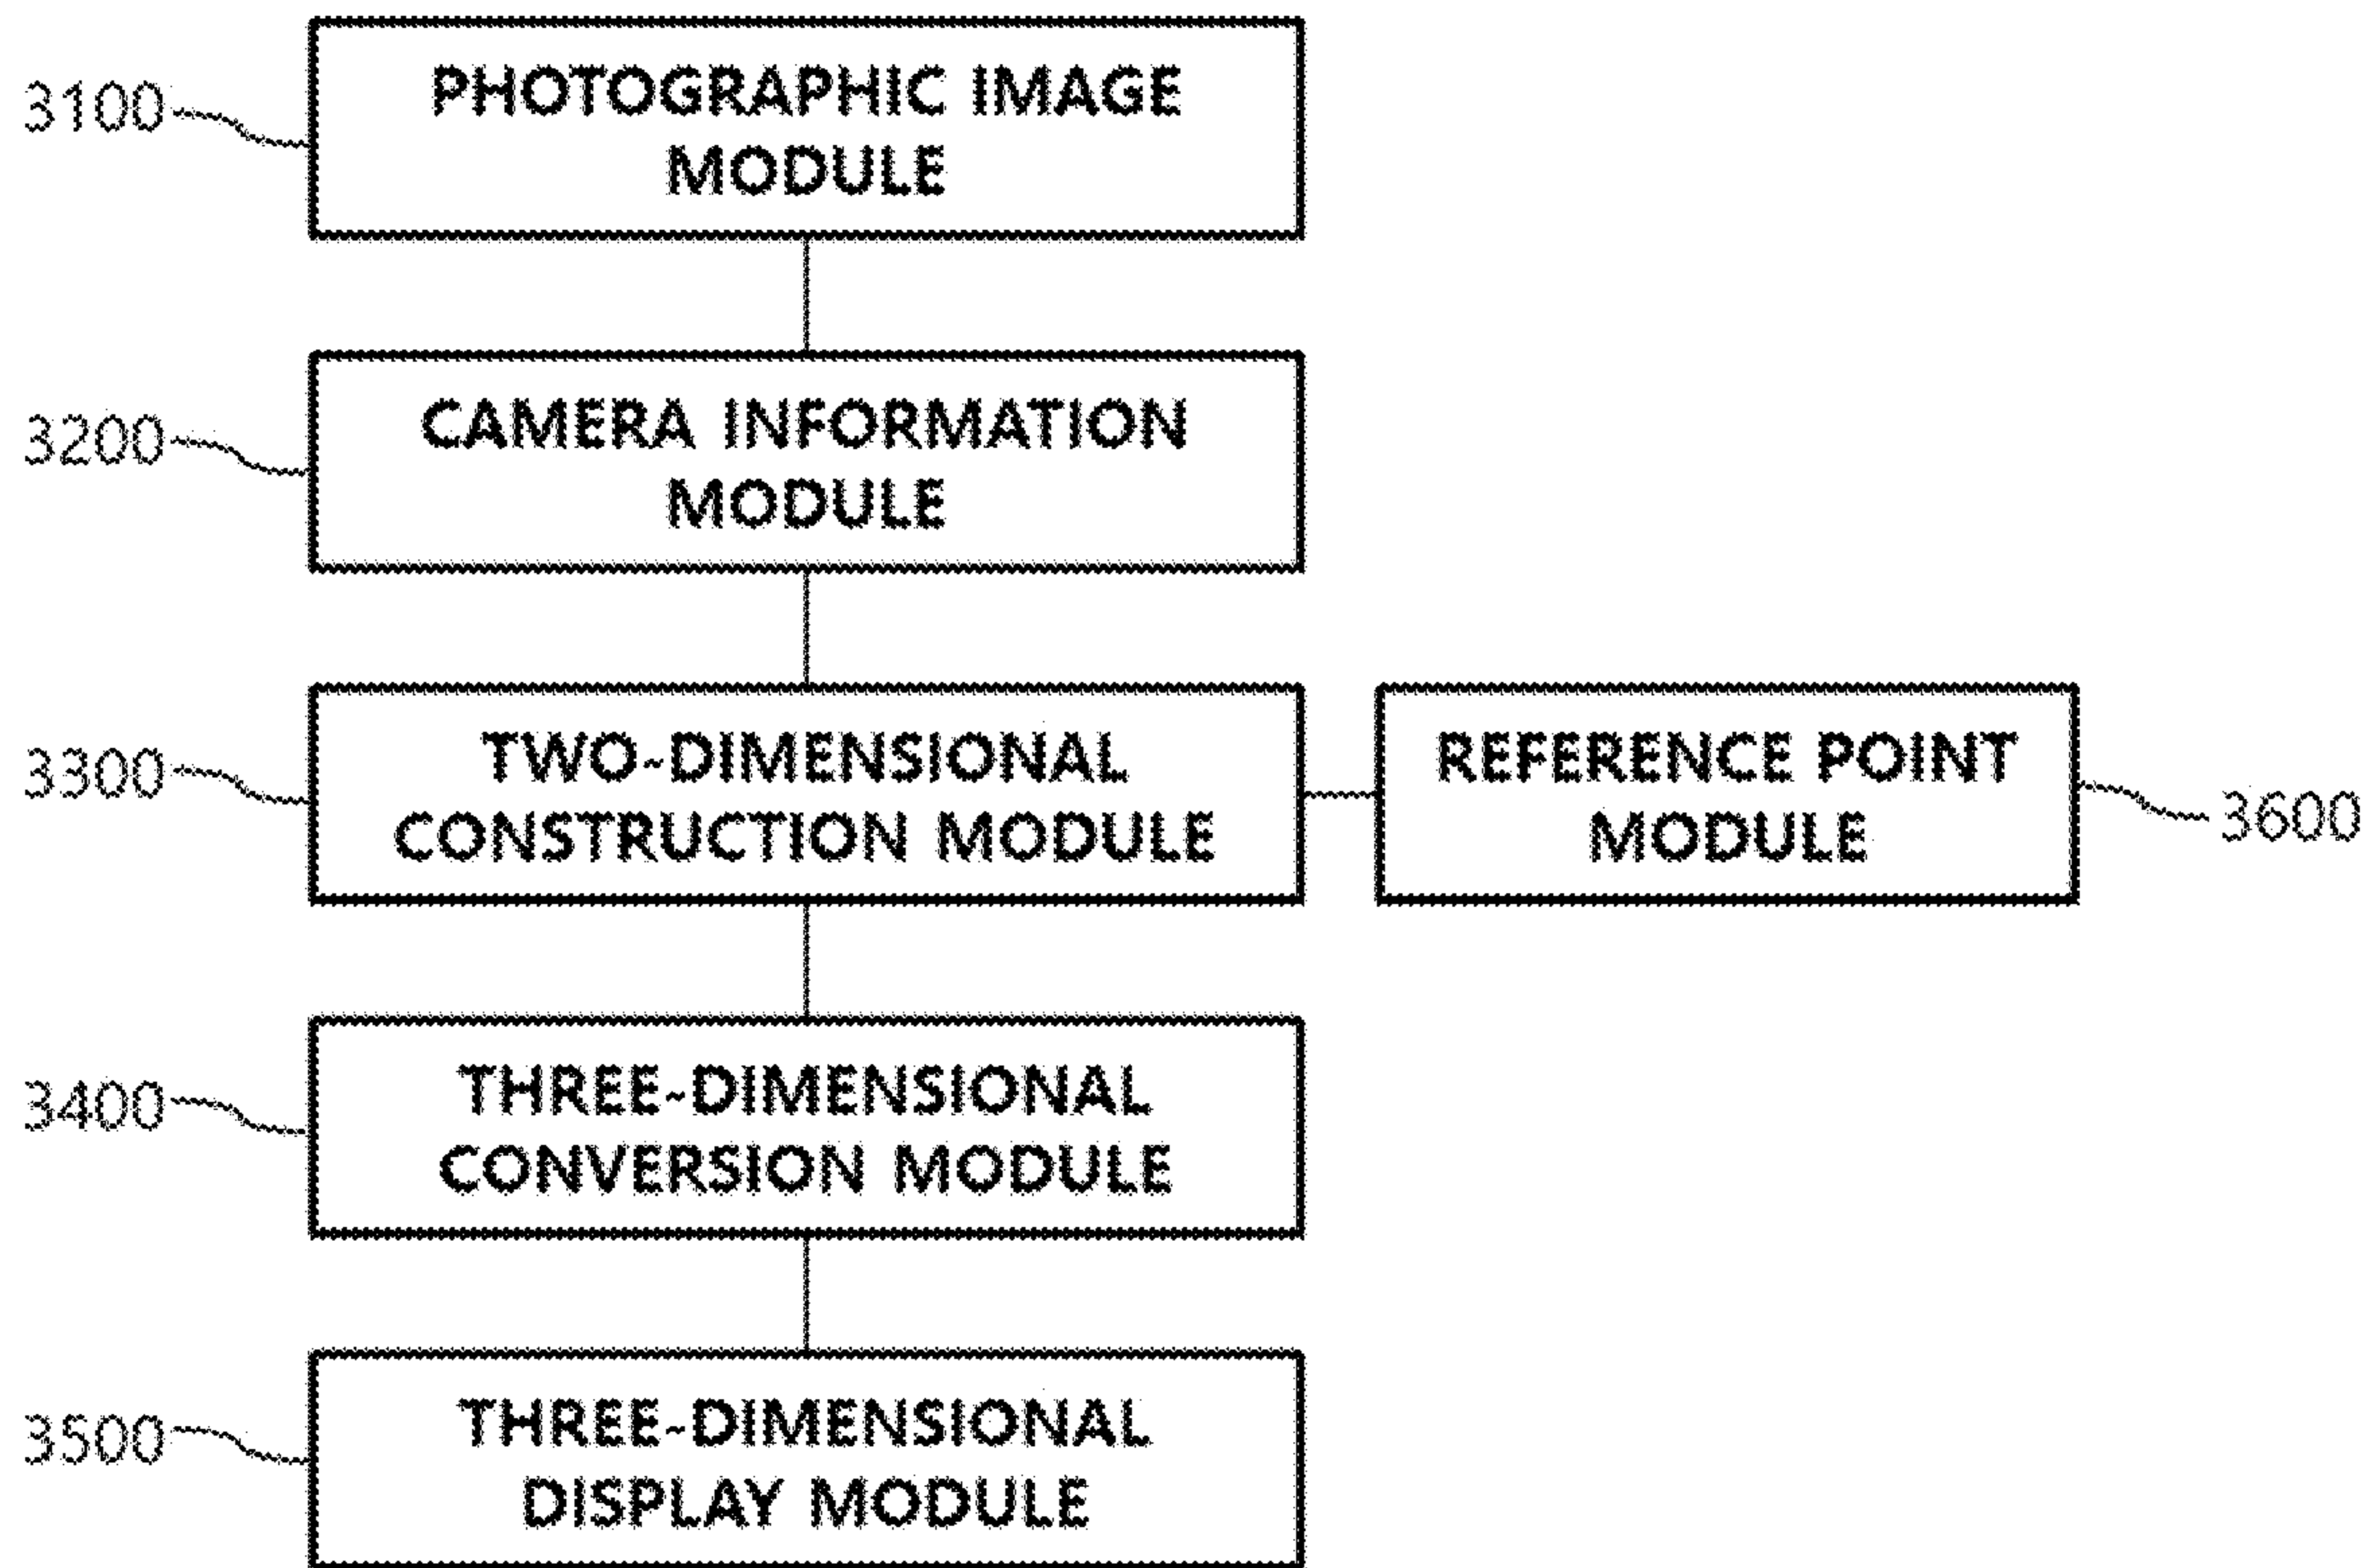 3100
PHOTOGRAPHIC IMAGE
MODULE
3200
CAMERA INFORMATION
MODULE
3300
TWO-DIMENSIONAL
CONSTRUCTION MODULE
REFERENCE POINT
MODULE
3600
3400
THREE-DIMENSIONAL
CONVERSION MODULE
3500
THREE-DIMENSIONAL
DISPLAY MODULE